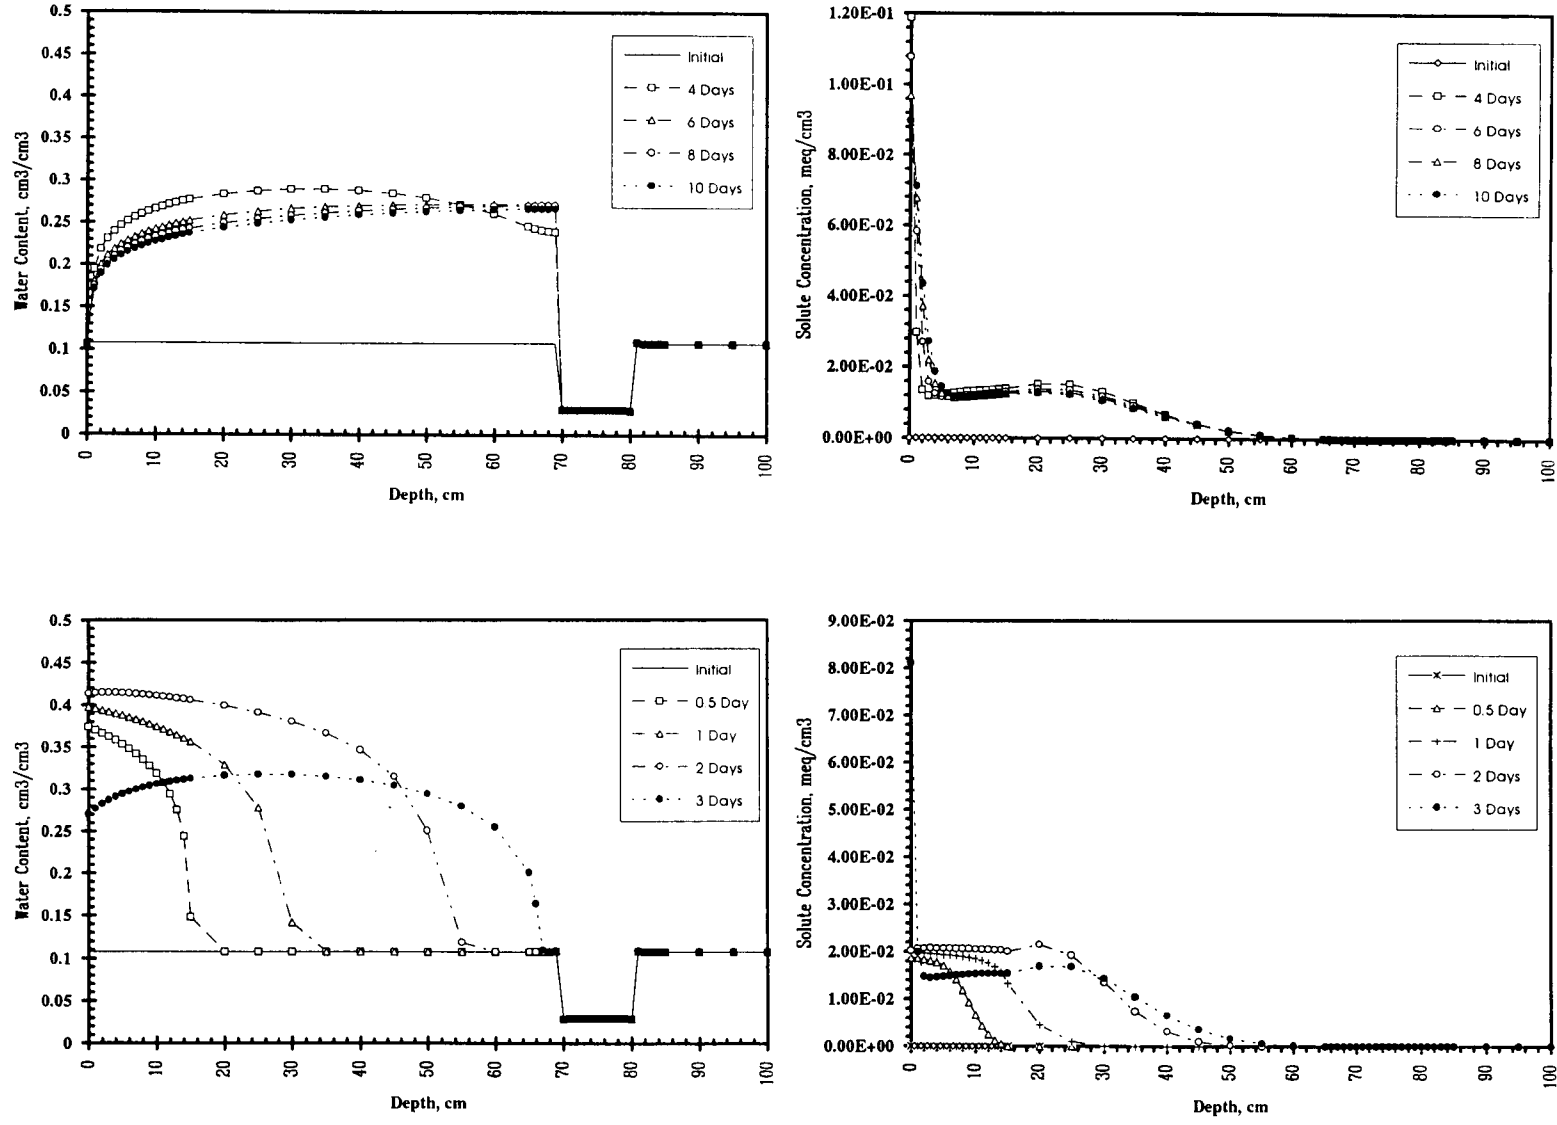 0.5
0.45
0.4
0.35
0.3
0.25
0.2
0.15
0.1
0.05
0
Water Content, cm3/cm3
0 10 20 30 40 50 60 70 80 90 100
Depth, cm
Initial
4 Days
6 Days
8 Days
10 Days
1.20E-01
1.00E-01
8.00E-02
6.00E-02
4.00E-02
2.00E-02
0.00E+00
Solute Concentration, meq/cm3
0 10 20 30 40 50 60 70 80 90 100
Depth, cm
Initial
4 Days
6 Days
8 Days
10 Days
0.5
0.45
0.4
0.35
0.3
0.25
0.2
0.15
0.1
0.05
0
Water Content, cm3/cm3
0 10 20 30 40 50 60 70 80 90 100
Depth, cm
Initial
0.5 Day
1 Day
2 Days
3 Days
9.00E-02
8.00E-02
7.00E-02
6.00E-02
5.00E-02
4.00E-02
3.00E-02
2.00E-02
1.00E-02
0.00E+00
Solute Concentration, meq/cm3
0 10 20 30 40 50 60 70 80 90 100
Depth, cm
Initial
0.5 Day
1 Day
2 Days
3 Days